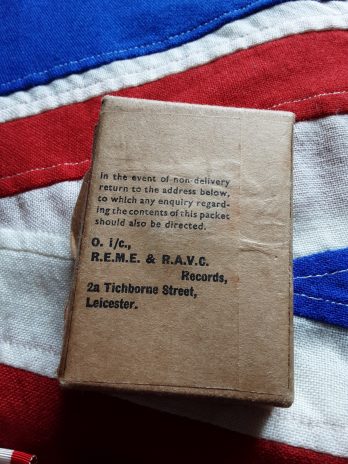 In the event of non-delivery
return to the address below,
to which any enquiry regard-
ing the contents of this packet
should also be directed.
O. i/c.,
R.E.M.E. & R.A.V.C.
Records,
2a Tichborne Street,
Leicester.